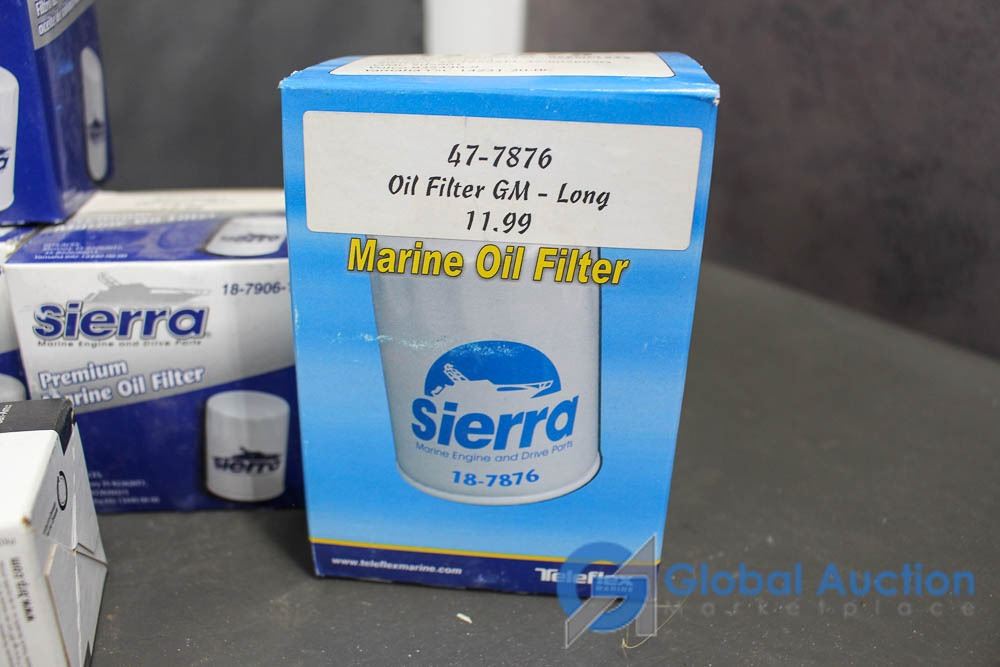 47-7876
Oil Filter GM - Long
11.99
Marine Oil Filter
Sierra
Marine Engine and Drive Parts
18-7876
www.teleflexmarine.com
Teleflex
MARINE
18-7906-
Sierra
Marine Engine and Drive Parts
Premium
Marine Oil Filter
Sierra
Global Auction
Marketplace